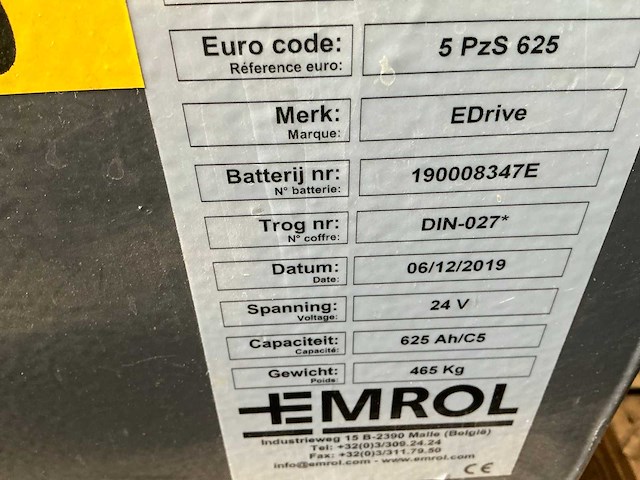 Euro code: 5 PzS 625
Réference euro:
Merk: EDrive
Marque:
Batterij nr: 190008347E
N° batterie:
Trog nr: DIN-027*
N° coffre:
Datum: 06/12/2019
Date:
Spanning: 24 V
Voltage:
Capaciteit: 625 Ah/C5
Capacité:
Gewicht: 465 Kg
Poids:
EMROL
Industrieweg 15 B-2390 Malle (België)
Tel: +32(0)3/309.24.24
Fax: +32(0)3/311.79.50
info@emrol.com - www.emrol.com
CE